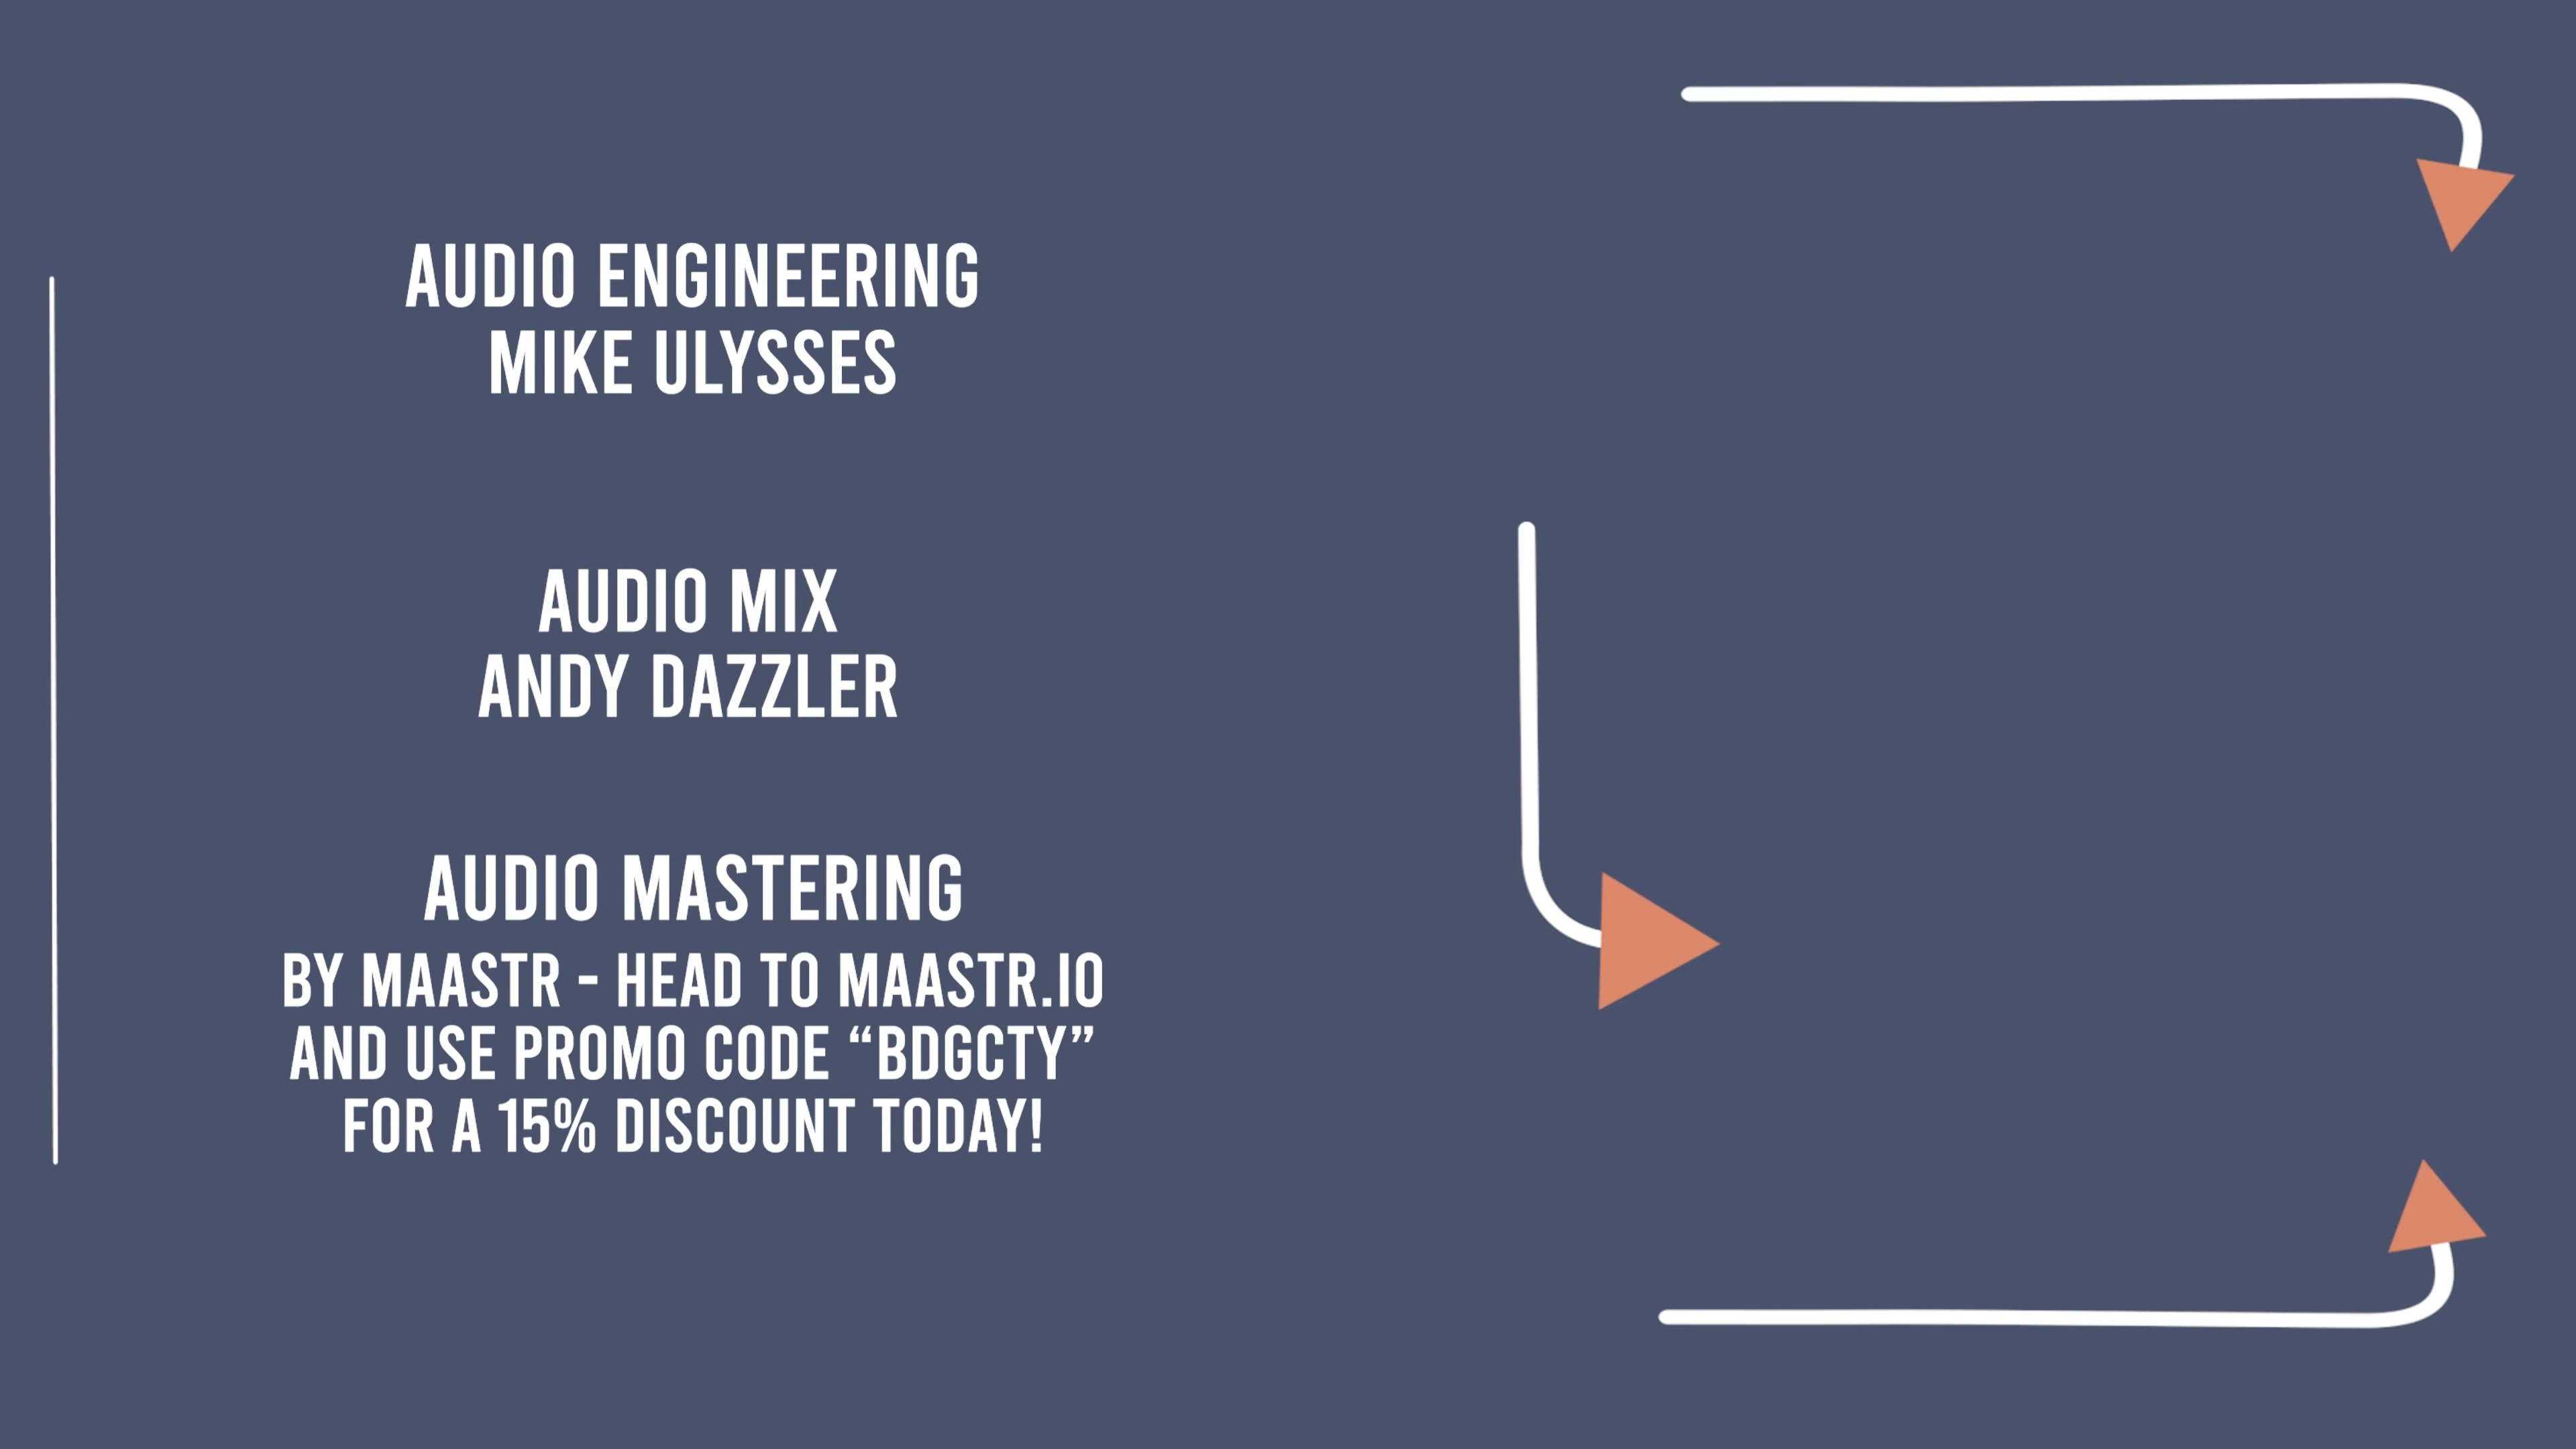 AUDIO ENGINEERING
MIKE ULYSSES
AUDIO MIX
ANDY DAZZLER
AUDIO MASTERING
BY MAASTR - HEAD TO MAASTR.IO
AND USE PROMO CODE “BDGCTY”
FOR A 15% DISCOUNT TODAY!